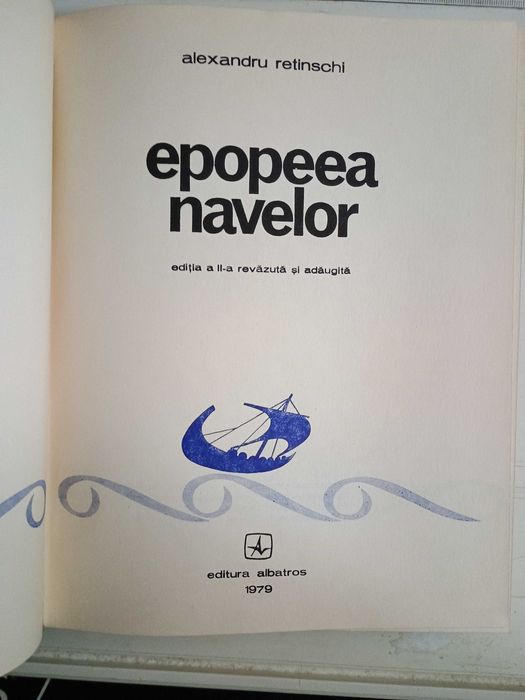 alexandru retinschi
epopeea
navelor
ediția a II-a revăzută și adăugită
editura albatros
1979